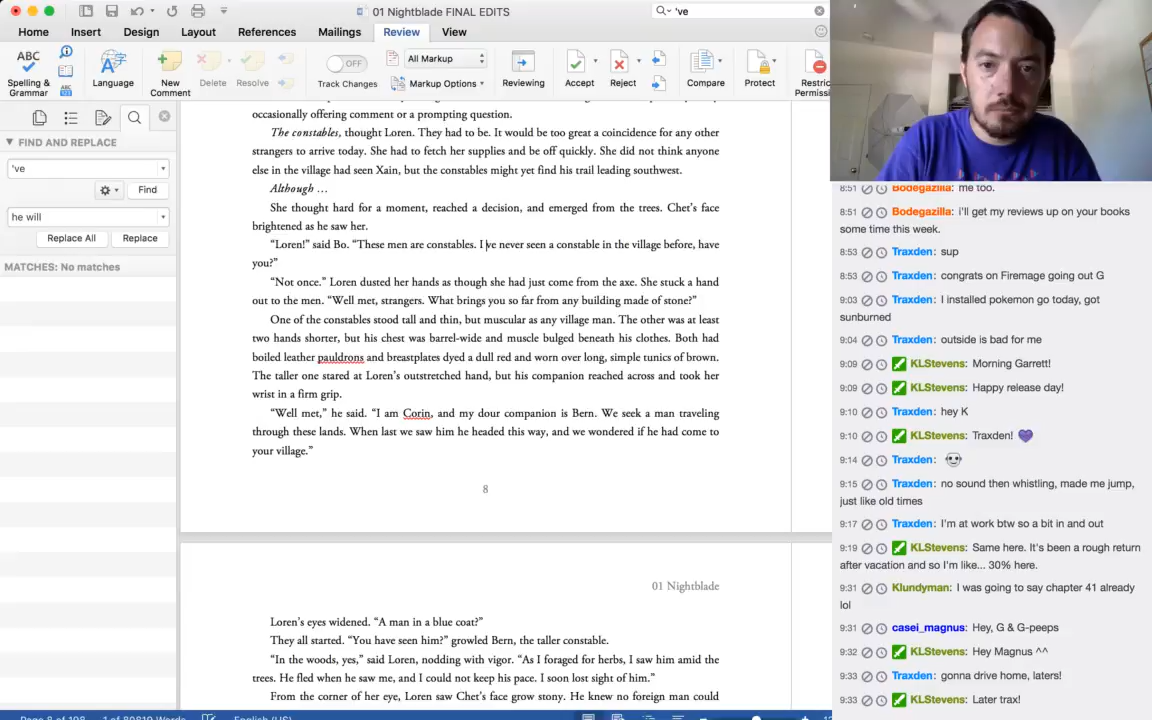 01 Nightblade FINAL EDITS
've
Home Insert Design Layout References Mailings Review View
ABC
Spelling &
Grammar
Language
New
Comment
Delete
Resolve
OFF
Track Changes
All Markup
Markup Options
Reviewing
Accept
Reject
Compare
Protect
Restric
Permissi
FIND AND REPLACE
've
Find
he will
Replace All Replace
MATCHES: No matches
occasionally offering comment or a prompting question.
The constables, thought Loren. They had to be. It would be too great a coincidence for any other
strangers to arrive today. She had to fetch her supplies and be off quickly. She did not think anyone
else in the village had seen Xain, but the constables might yet find his trail leading southwest.
Although …
She thought hard for a moment, reached a decision, and emerged from the trees. Chet’s face
brightened as he saw her.
“Loren!” said Bo. “These men are constables. I ve never seen a constable in the village before, have
you?”
“Not once.” Loren dusted her hands as though she had just come from the axe. She stuck a hand
out to the men. “Well met, strangers. What brings you so far from any building made of stone?”
One of the constables stood tall and thin, but muscular as any village man. The other was at least
two hands shorter, but his chest was barrel-wide and muscle bulged beneath his clothes. Both had
boiled leather pauldrons and breastplates dyed a dull red and worn over long, simple tunics of brown.
The taller one stared at Loren’s outstretched hand, but his companion reached across and took her
wrist in a firm grip.
“Well met,” he said. “I am Corin, and my dour companion is Bern. We seek a man traveling
through these lands. When last we saw him he headed this way, and we wondered if he had come to
your village.”
8
01 Nightblade
Loren’s eyes widened. “A man in a blue coat?”
They all started. “You have seen him?” growled Bern, the taller constable.
“In the woods, yes,” said Loren, nodding with vigor. “As I foraged for herbs, I saw him amid the
trees. He fled when he saw me, and I could not keep his pace. I soon lost sight of him.”
From the corner of her eye, Loren saw Chet’s face grow stony. He knew no foreign man could
Page 8 of 198 1 of 89819 Words English (US)
8:51 Bodegazilla: me too.
8:51 Bodegazilla: i'll get my reviews up on your books
some time this week.
8:53 Traxden: sup
8:53 Traxden: congrats on Firemage going out G
9:03 Traxden: I installed pokemon go today, got
sunburned
9:04 Traxden: outside is bad for me
9:09 KLStevens: Morning Garrett!
9:09 KLStevens: Happy release day!
9:10 Traxden: hey K
9:10 KLStevens: Traxden! 💜
9:14 Traxden:
9:15 Traxden: no sound then whistling, made me jump,
just like old times
9:17 Traxden: I'm at work btw so a bit in and out
9:19 KLStevens: Same here. It's been a rough return
after vacation and so I'm like... 30% here.
9:31 Klundyman: I was going to say chapter 41 already
lol
9:31 casei_magnus: Hey, G & G-peeps
9:32 KLStevens: Hey Magnus ^^
9:33 Traxden: gonna drive home, laters!
9:33 KLStevens: Later trax!